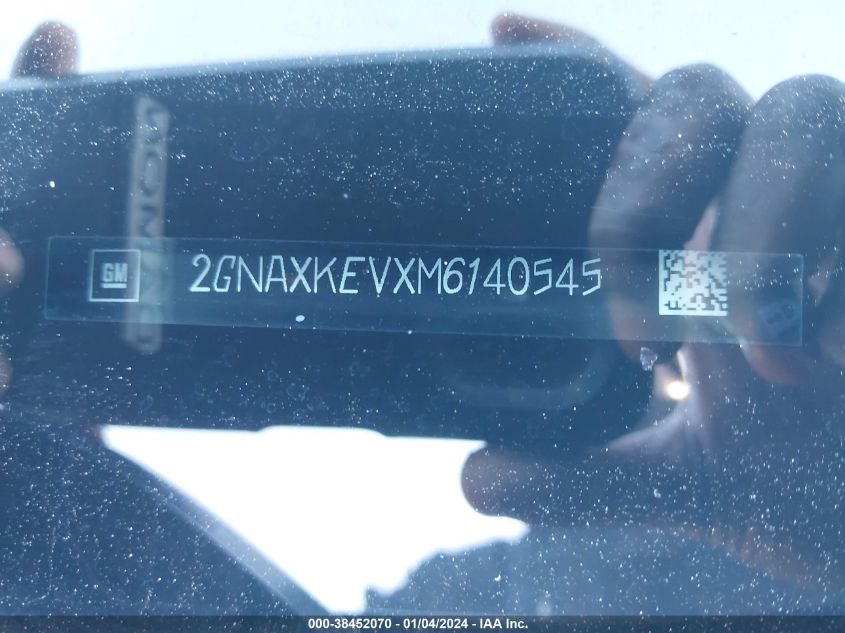 GM
2GNAXKEVXM6140545
000-38452070 - 01/04/2024 - IAA Inc.